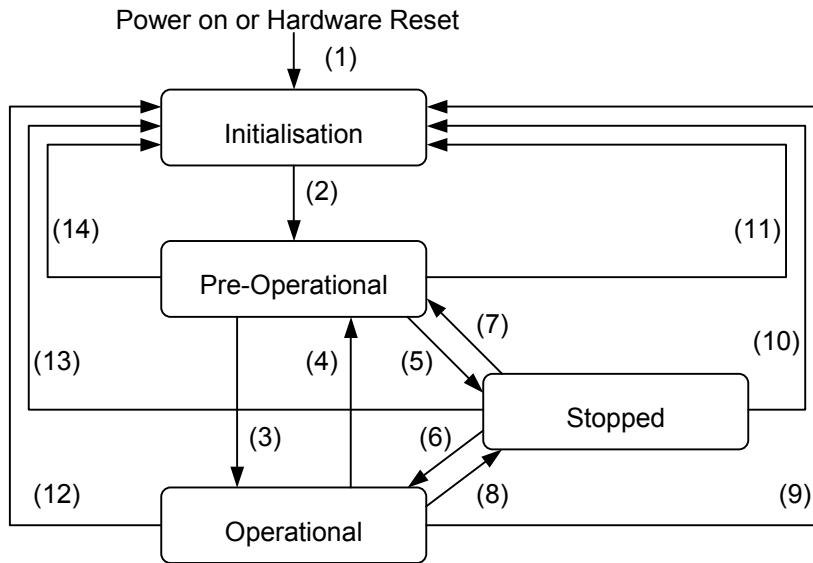 Power on or Hardware Reset
(1)
Initialisation
(2)
(14)
(11)
Pre-Operational
(7)
(13)
(4)
(5)
(10)
Stopped
(3)
(6)
(12)
(8)
(9)
Operational